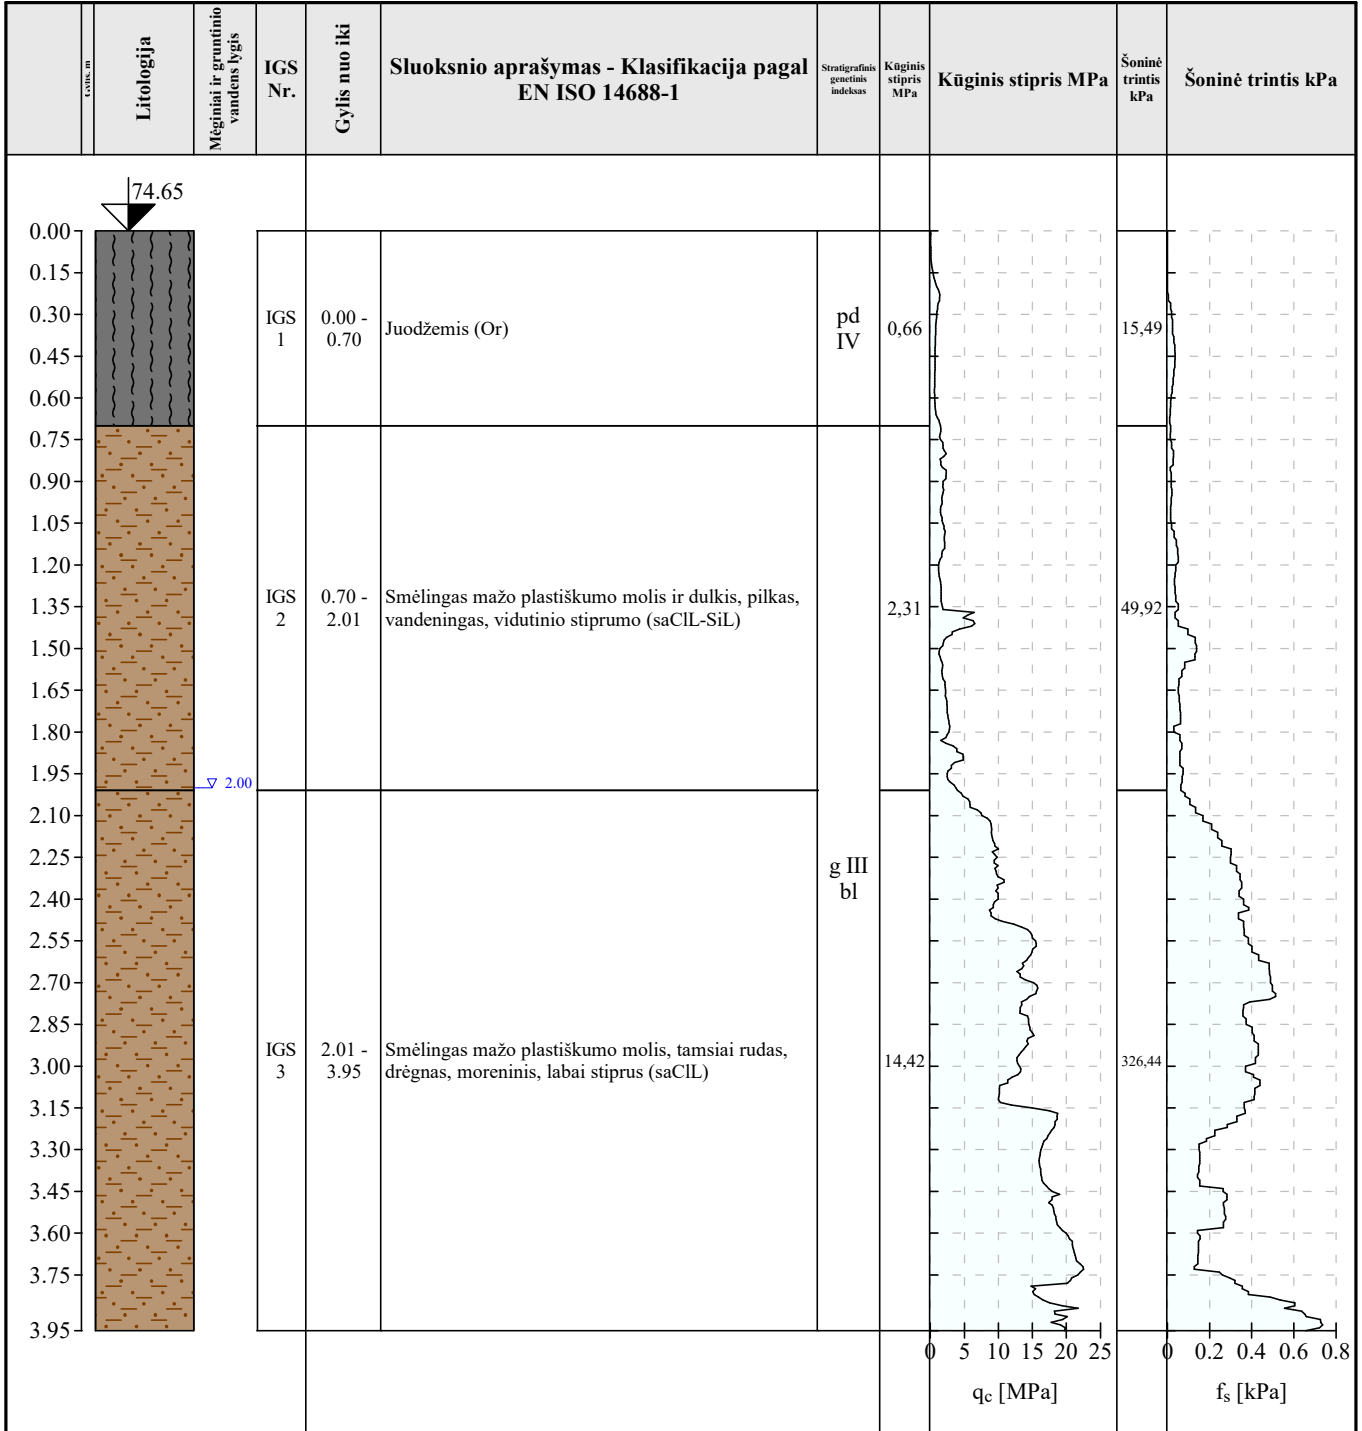 Gylis, m
Litologija
Mėginiai ir gruntinio
vandens lygis
IGS
Nr.
Gylis nuo iki
Sluoksnio aprašymas - Klasifikacija pagal
EN ISO 14688-1
Stratigrafinis
genetinis
indeksas
Kūginis
stipris
MPa
Kūginis stipris MPa
Šoninė
trintis
kPa
Šoninė trintis kPa
74.65
0.00
0.15
0.30
0.45
0.60
0.75
0.90
1.05
1.20
1.35
1.50
1.65
1.80
1.95
2.10
2.25
2.40
2.55
2.70
2.85
3.00
3.15
3.30
3.45
3.60
3.75
3.95
2.00
IGS
1
0.00 -
0.70
Juodžemis (Or)
pd
IV
0,66
15,49
IGS
2
0.70 -
2.01
Smėlingas mažo plastiškumo molis ir dulkis, pilkas,
vandeningas, vidutinio stiprumo (saClL-SiL)
2,31
49,92
g III
bl
IGS
3
2.01 -
3.95
Smėlingas mažo plastiškumo molis, tamsiai rudas,
drėgnas, moreninis, labai stiprus (saClL)
14,42
326,44
0 5 10 15 20 25
qc [MPa]
0 0.2 0.4 0.6 0.8
fs [kPa]